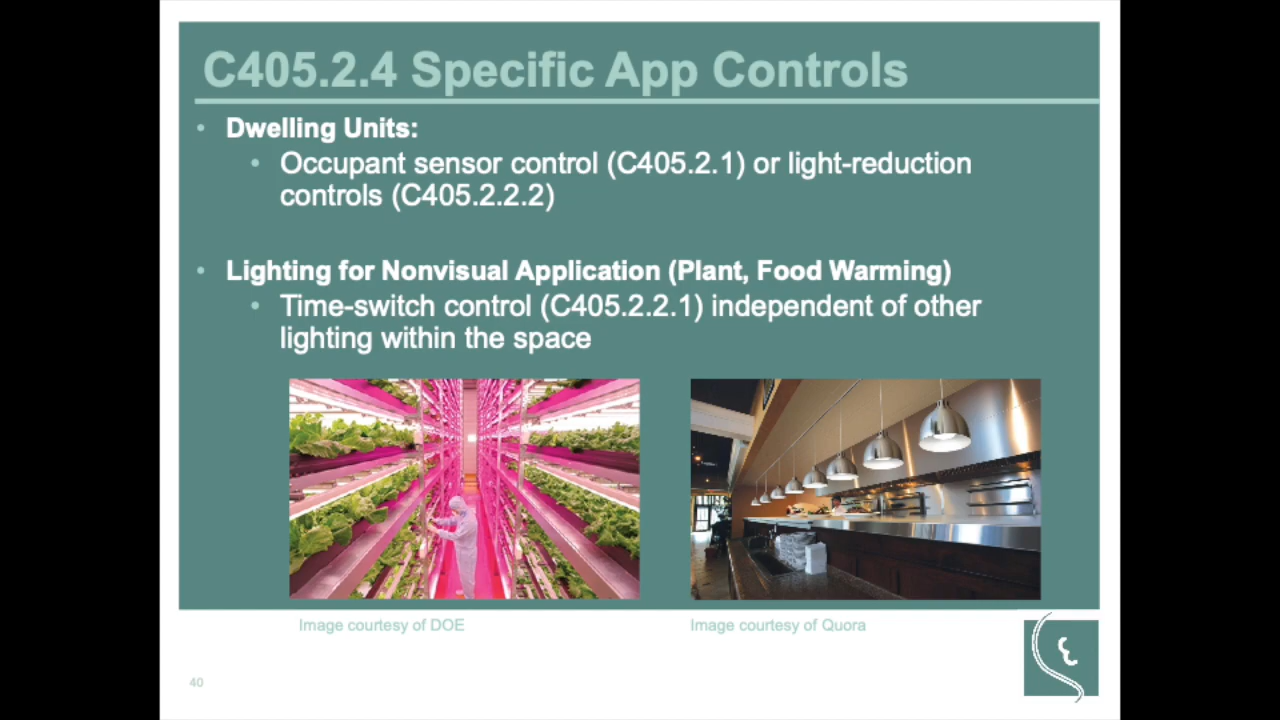 C405.2.4 Specific App Controls
• Dwelling Units:
• Occupant sensor control (C405.2.1) or light-reduction
controls (C405.2.2.2)
• Lighting for Nonvisual Application (Plant, Food Warming)
• Time-switch control (C405.2.2.1) independent of other
lighting within the space
Image courtesy of DOE
Image courtesy of Quora
40